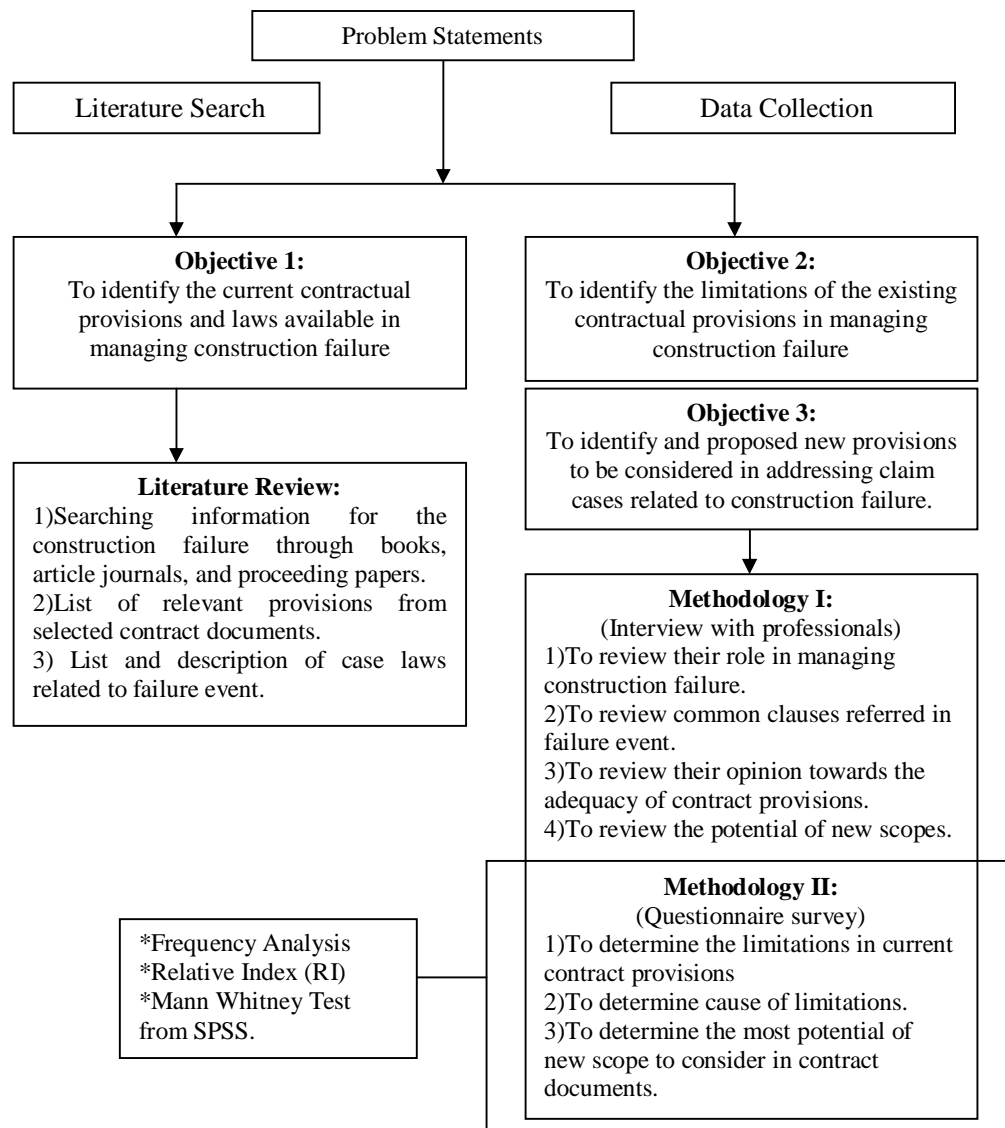 Problem Statements
Literature Search
Data Collection
Objective 1:
To identify the current contractual
provisions and laws available in
managing construction failure
Objective 2:
To identify the limitations of the existing
contractual provisions in managing
construction failure
Objective 3:
To identify and proposed new provisions
to be considered in addressing claim
cases related to construction failure.
Literature Review:
1)Searching information for the
construction failure through books,
article journals, and proceeding papers.
2)List of relevant provisions from
selected contract documents.
3) List and description of case laws
related to failure event.
Methodology I:
(Interview with professionals)
1)To review their role in managing
construction failure.
2)To review common clauses referred in
failure event.
3)To review their opinion towards the
adequacy of contract provisions.
4)To review the potential of new scopes.
Methodology II:
(Questionnaire survey)
1)To determine the limitations in current
contract provisions
2)To determine cause of limitations.
3)To determine the most potential of
new scope to consider in contract
documents.
*Frequency Analysis
*Relative Index (RI)
*Mann Whitney Test
from SPSS.